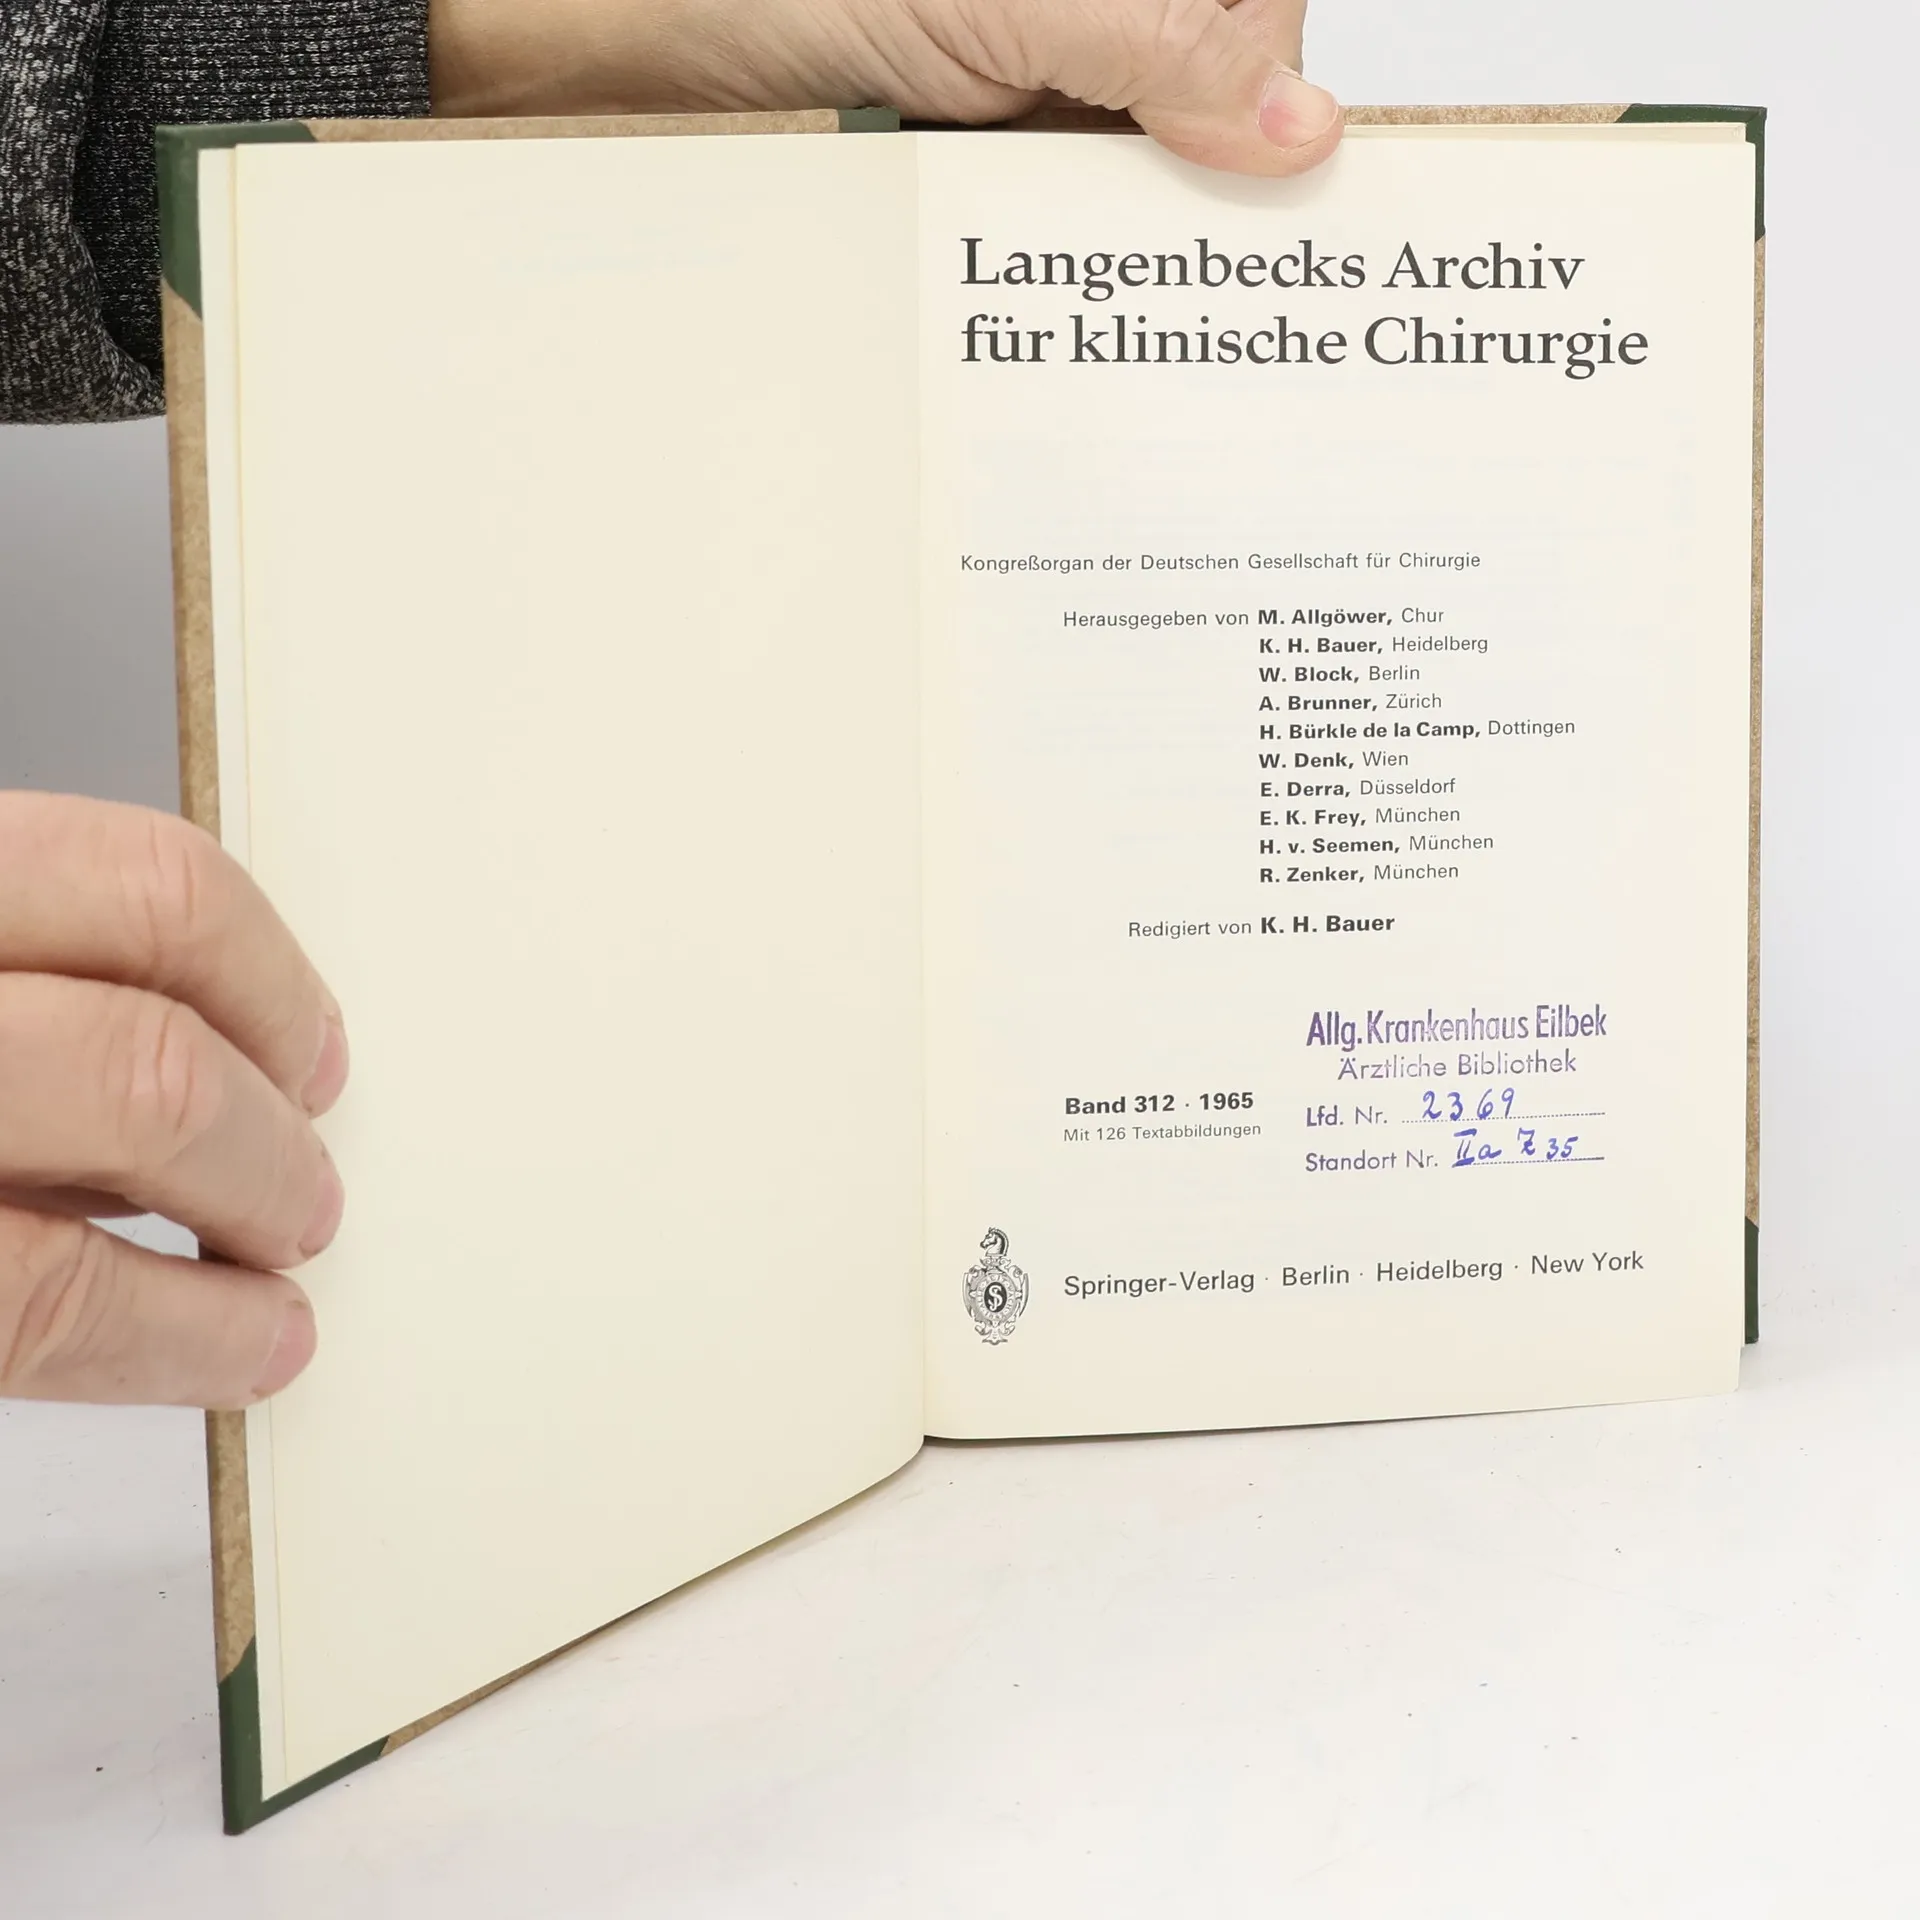 Langenbecks Archiv
für klinische Chirurgie
Kongreßorgan der Deutschen Gesellschaft für Chirurgie
Herausgegeben von M. Allgöwer, Chur
K. H. Bauer, Heidelberg
W. Block, Berlin
A. Brunner, Zürich
H. Bürkle de la Camp, Dottingen
W. Denk, Wien
E. Derra, Düsseldorf
E. K. Frey, München
H. v. Seemen, München
R. Zenker, München
Redigiert von K. H. Bauer
Allg. Krankenhaus Eilbek
Ärztliche Bibliothek
Lfd. Nr. 2369
Standort Nr. IIa Z 35
Band 312 · 1965
Mit 126 Textabbildungen
Springer-Verlag · Berlin · Heidelberg · New York